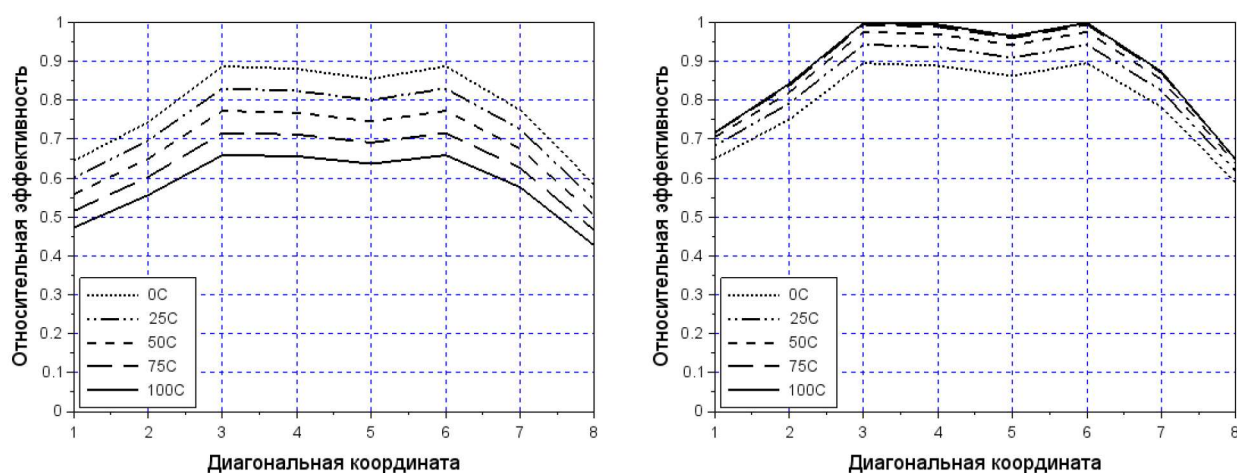 Относительная эффективность
1
0.9
0.8
0.7
0.6
0.5
0.4
0.3
0.2
0.1
0
0C
25C
50C
75C
100C
1 2 3 4 5 6 7 8
Диагональная координата
Относительная эффективность
1
0.9
0.8
0.7
0.6
0.5
0.4
0.3
0.2
0.1
0
0C
25C
50C
75C
100C
1 2 3 4 5 6 7 8
Диагональная координата